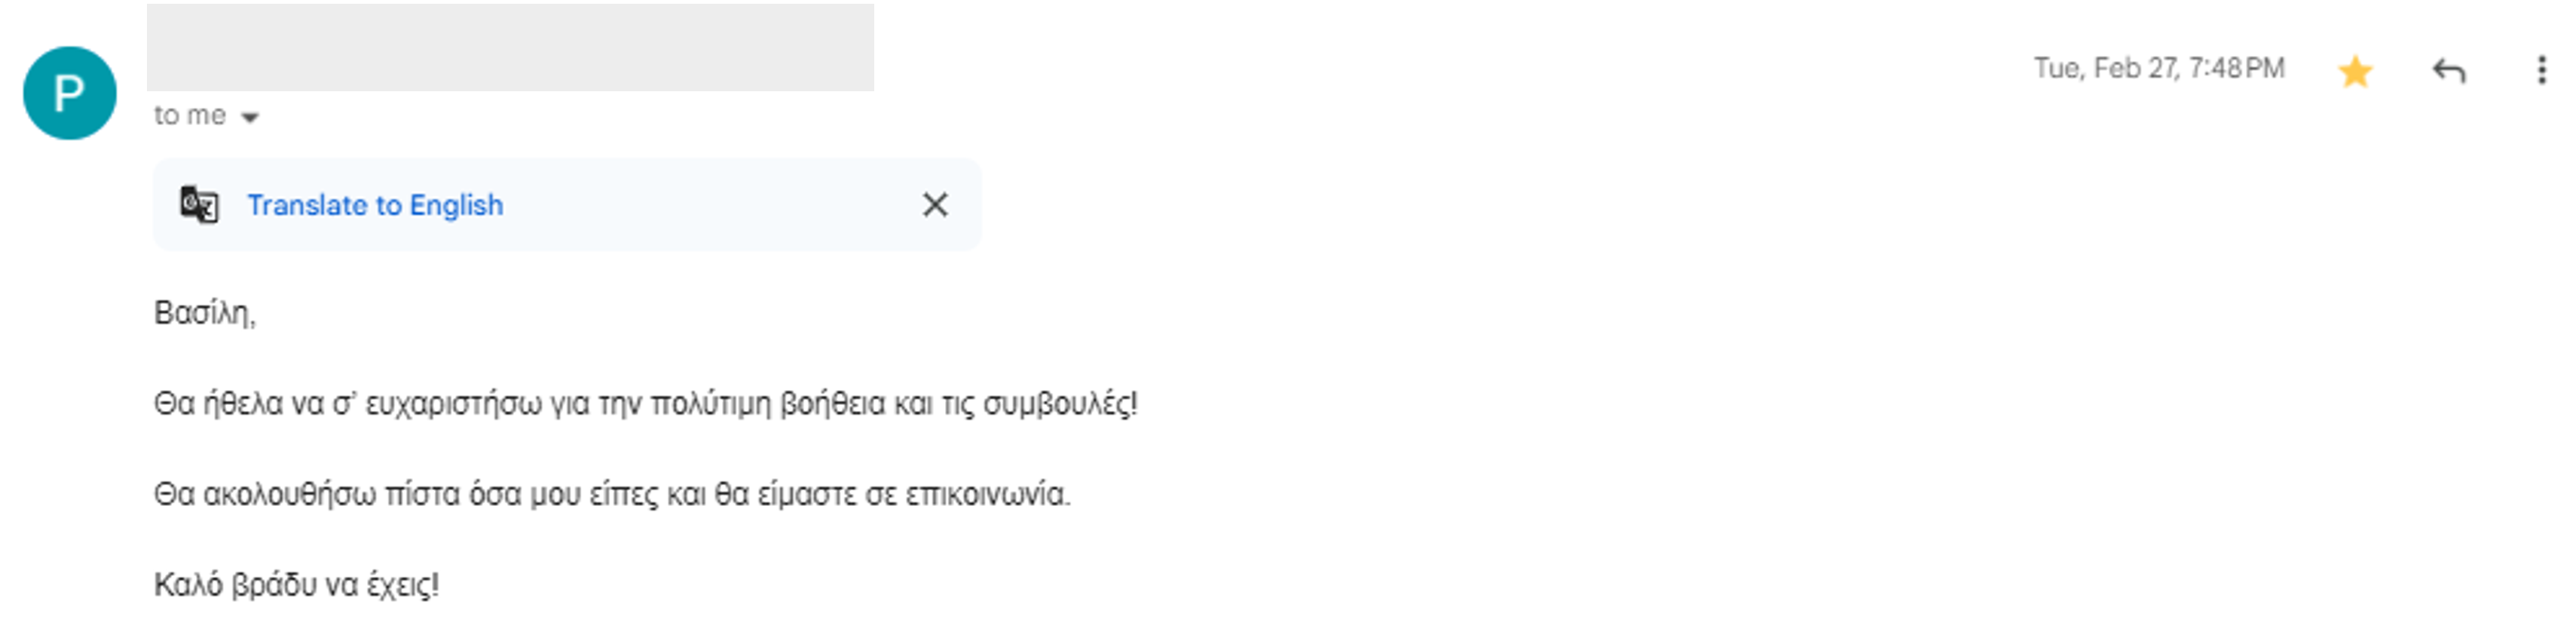 P
Tue, Feb 27, 7:48 PM
to me
Translate to English
Βασίλη,
Θα ήθελα να σ' ευχαριστήσω για την πολύτιμη βοήθεια και τις συμβουλές!
Θα ακολουθήσω πίστα όσα μου είπες και θα είμαστε σε επικοινωνία.
Καλό βράδυ να έχεις!